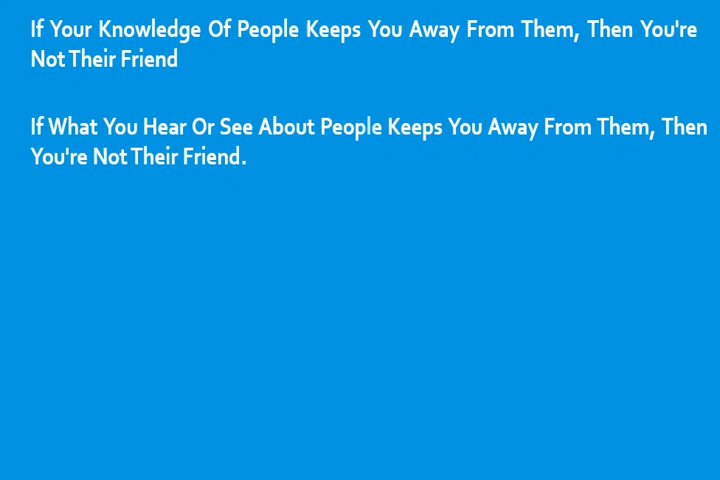 If Your Knowledge Of People Keeps You Away From Them, Then You're
Not Their Friend
If What You Hear Or See About People Keeps You Away From Them, Then
You're Not Their Friend.